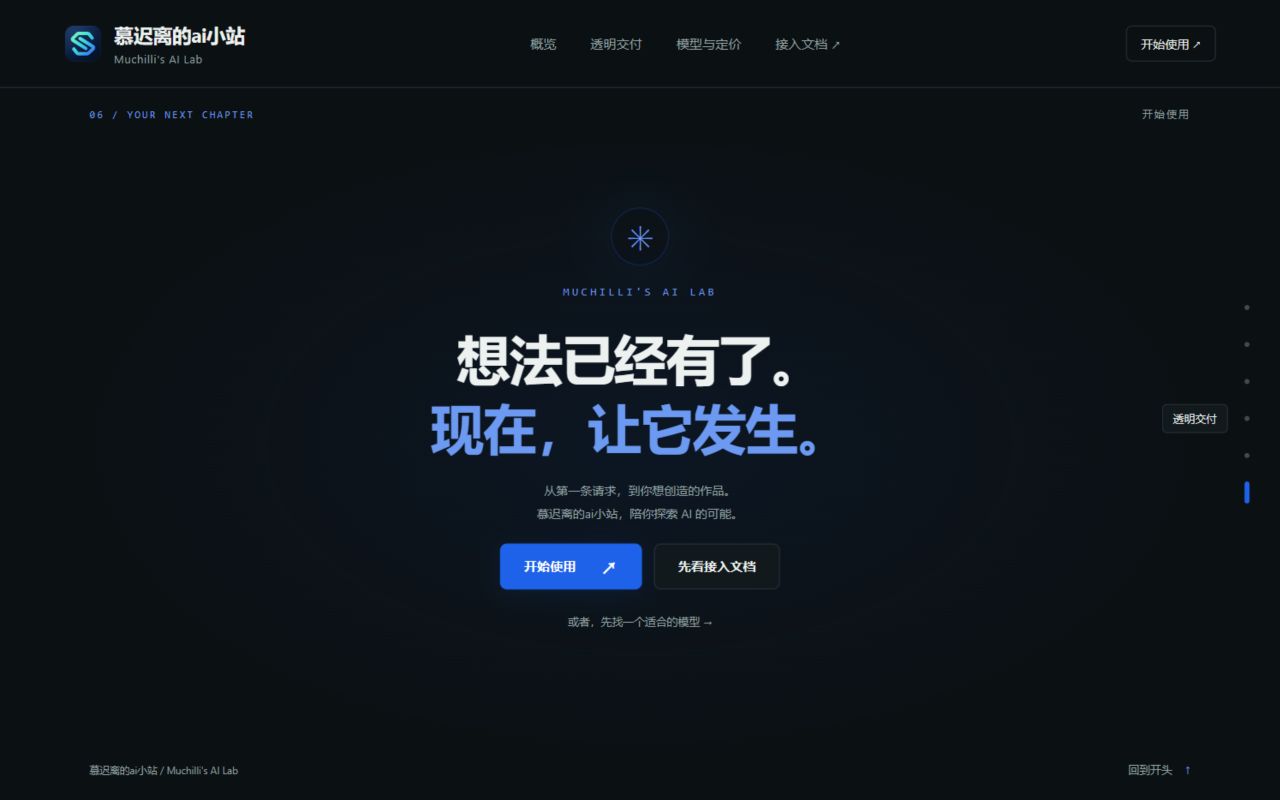 慕迟离的ai小站
Muchilli's AI Lab
概览
透明交付
模型与定价
接入文档 ↗
开始使用 ↗
06 / YOUR NEXT CHAPTER
开始使用
MUCHILLI'S AI LAB
想法已经有了。
现在，让它发生。
透明交付
从第一条请求，到你想创造的作品。
慕迟离的ai小站，陪你探索 AI 的可能。
开始使用 ↗
先看接入文档
或者，先找一个适合的模型 →
慕迟离的ai小站 / Muchilli's AI Lab
回到开头 ↑